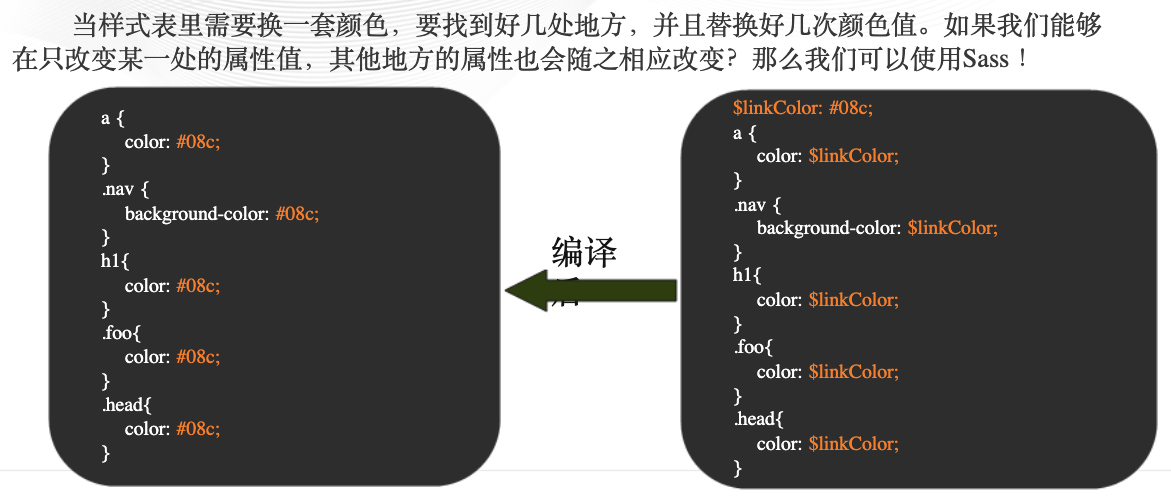 当样式表里需要换一套颜色，要找到好几处地方，并且替换好几次颜色值。如果我们能够
在只改变某一处的属性值，其他地方的属性也会随之相应改变？那么我们可以使用Sass！
a {
color: #08c;
}
.nav {
background-color: #08c;
}
h1{
color: #08c;
}
.foo{
color: #08c;
}
.head{
color: #08c;
}
编译
后
$linkColor: #08c;
a {
color: $linkColor;
}
.nav {
background-color: $linkColor;
}
h1{
color: $linkColor;
}
.foo{
color: $linkColor;
}
.head{
color: $linkColor;
}